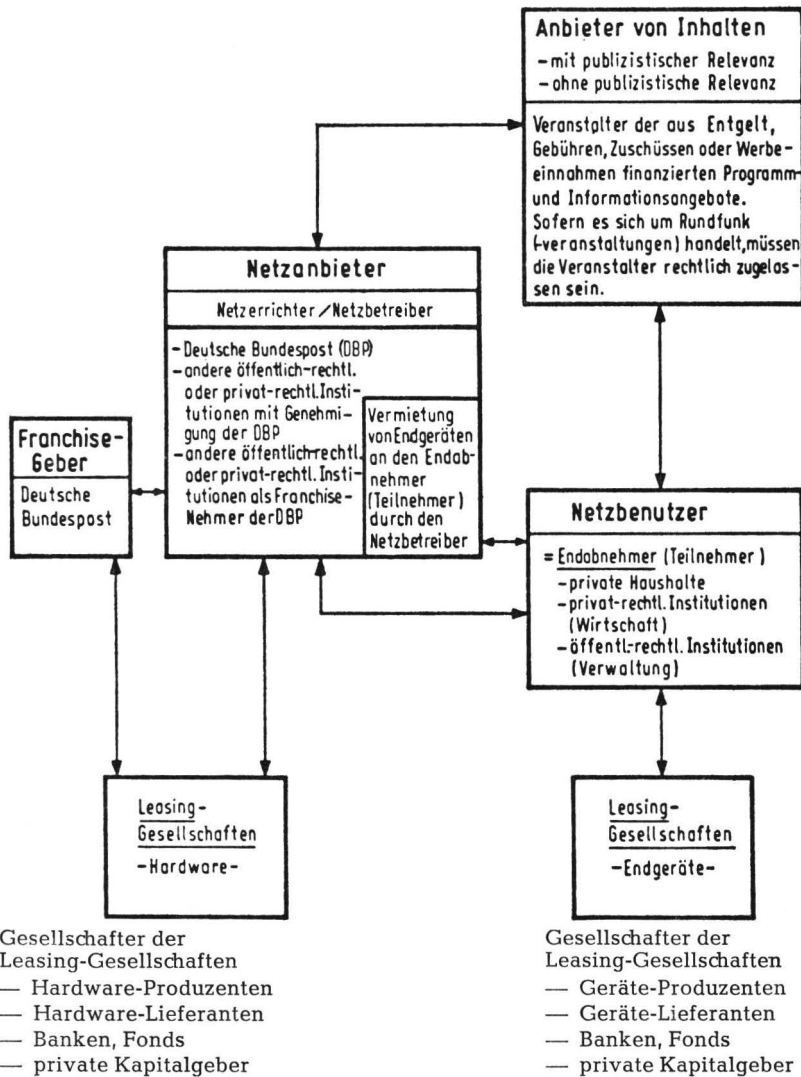 Anbieter von Inhalten
- mit publizistischer Relevanz
- ohne publizistische Relevanz
Veranstalter der aus Entgelt,
Gebühren, Zuschüssen oder Werbe-
einnahmen finanzierten Programm-
und Informationsangebote.
Sofern es sich um Rundfunk
(-veranstaltungen) handelt, müssen
die Veranstalter rechtlich zugelas-
sen sein.
Netzanbieter
Netzerrichter / Netzbetreiber
- Deutsche Bundespost (DBP)
- andere öffentlich-rechtl.
oder privat-rechtl. Insti-
tutionen mit Genehmi-
gung der DBP
- andere öffentlich-rechtl.
oder privat-rechtl. Insti-
tutionen als Franchise-
Nehmer der DBP
Vermietung
von Endgeräten
an den Endab-
nehmer
(Teilnehmer)
durch den
Netzbetreiber
Franchise-
Geber
Deutsche
Bundespost
Netzbenutzer
= Endabnehmer (Teilnehmer)
- private Haushalte
- privat-rechtl. Institutionen
(Wirtschaft)
- öffentl.-rechtl. Institutionen
(Verwaltung)
Leasing-
Gesellschaften
- Hardware -
Leasing-
Gesellschaften
- Endgeräte -
Gesellschafter der
Leasing-Gesellschaften
— Hardware-Produzenten
— Hardware-Lieferanten
— Banken, Fonds
— private Kapitalgeber
Gesellschafter der
Leasing-Gesellschaften
— Geräte-Produzenten
— Geräte-Lieferanten
— Banken, Fonds
— private Kapitalgeber